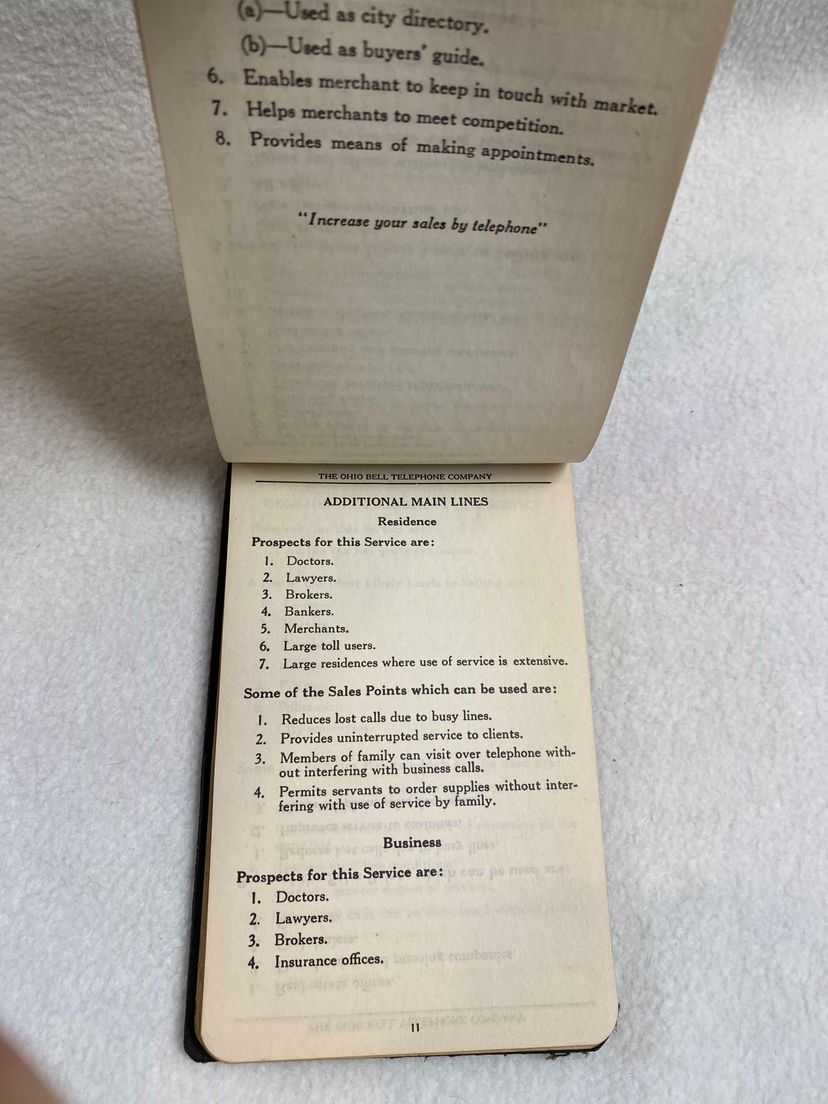 (a)—Used as city directory.
(b)—Used as buyers' guide.
6. Enables merchant to keep in touch with market.
7. Helps merchants to meet competition.
8. Provides means of making appointments.
"Increase your sales by telephone"
THE OHIO BELL TELEPHONE COMPANY
ADDITIONAL MAIN LINES
Residence
Prospects for this Service are:
1. Doctors.
2. Lawyers.
3. Brokers.
4. Bankers.
5. Merchants.
6. Large toll users.
7. Large residences where use of service is extensive.
Some of the Sales Points which can be used are:
1. Reduces lost calls due to busy lines.
2. Provides uninterrupted service to clients.
3. Members of family can visit over telephone with-
out interfering with business calls.
4. Permits servants to order supplies without inter-
fering with use of service by family.
Business
Prospects for this Service are:
1. Doctors.
2. Lawyers.
3. Brokers.
4. Insurance offices.
11